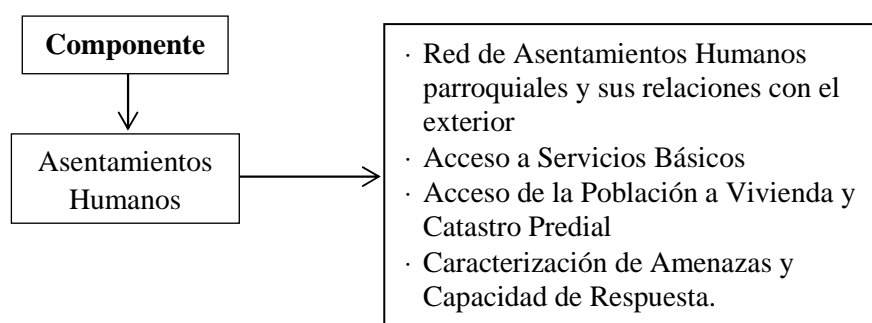 Componente
Asentamientos
Humanos
· Red de Asentamientos Humanos
parroquiales y sus relaciones con el
exterior
· Acceso a Servicios Básicos
· Acceso de la Población a Vivienda y
Catastro Predial
· Caracterización de Amenazas y
Capacidad de Respuesta.